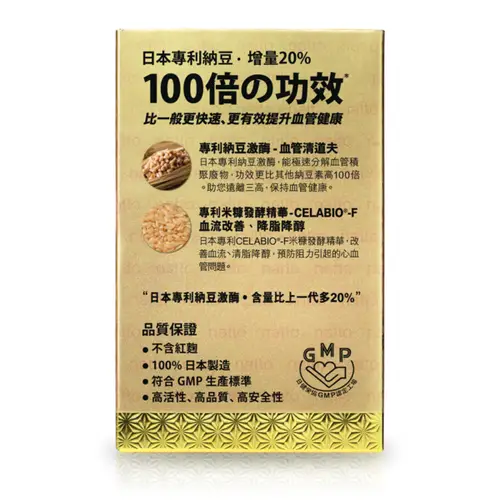 日本專利納豆・增量20%
100倍の功效*
比一般更快速、更有效提升血管健康
專利納豆激酶-血管清道夫
日本專利納豆激酶,能極速分解血管積
聚廢物,功效更比其他納豆素高100倍
。助您遠離三高,保持血管健康。
專利米糠發酵精華-CELABIO®-F
血流改善、降脂降醇
日本專利CELABIO®-F米糠發酵精華,改
善血流、清脂降醇,預防阻力引起的心血
管問題。
“日本專利納豆激酶•含量比上一代多20%”
品質保證
• 不含紅麴
• 100% 日本製造
• 符合 GMP 生產標準
• 高活性、高品質、高安全性
GMP